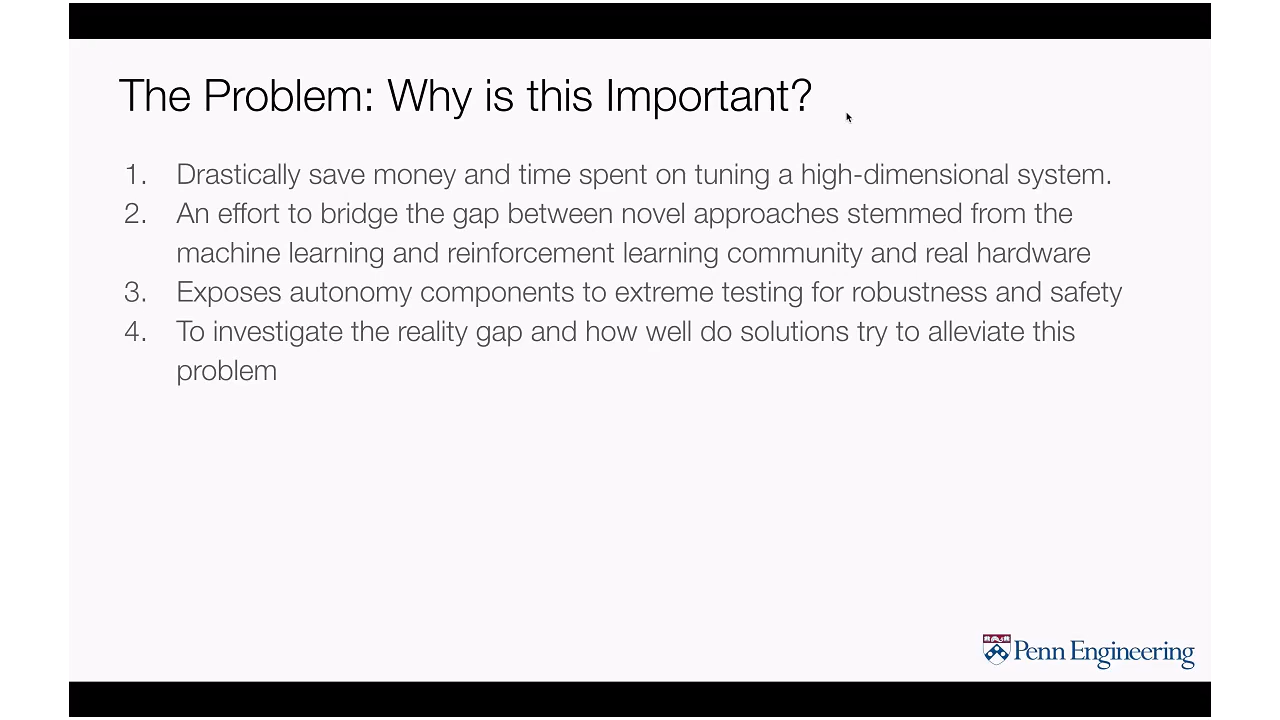 The Problem: Why is this Important?
1. Drastically save money and time spent on tuning a high-dimensional system.
2. An effort to bridge the gap between novel approaches stemmed from the
machine learning and reinforcement learning community and real hardware
3. Exposes autonomy components to extreme testing for robustness and safety
4. To investigate the reality gap and how well do solutions try to alleviate this
problem
Penn Engineering